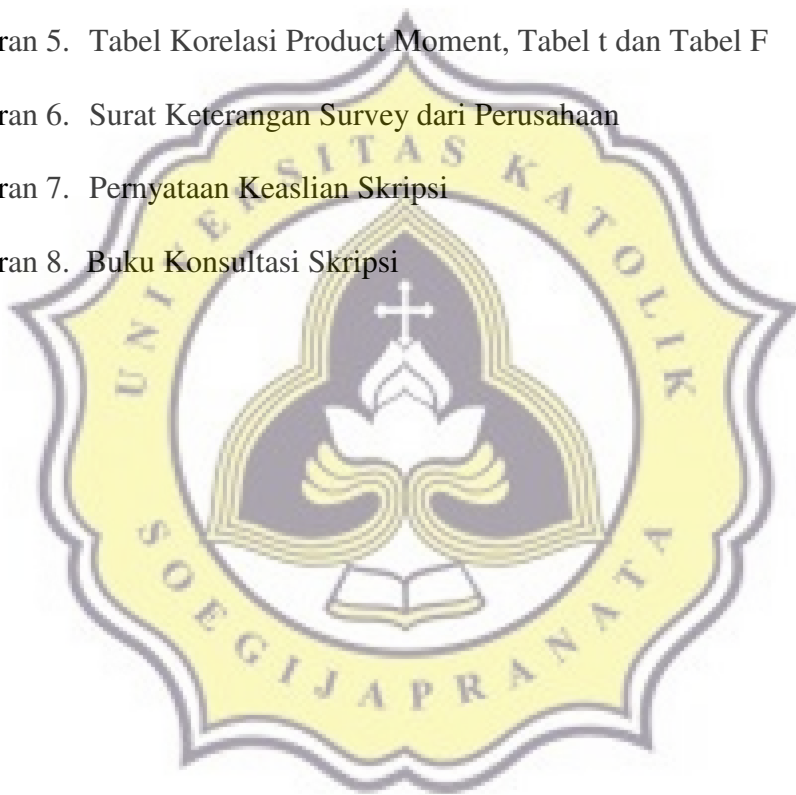 ran 5. Tabel Korelasi Product Moment, Tabel t dan Tabel F
ran 6. Surat Keterangan Survey dari Perusahaan
ran 7. Pernyataan Keaslian Skripsi
ran 8. Buku Konsultasi Skripsi
UNIVERSITAS KATOLIK
SOEGIJAPRANATA